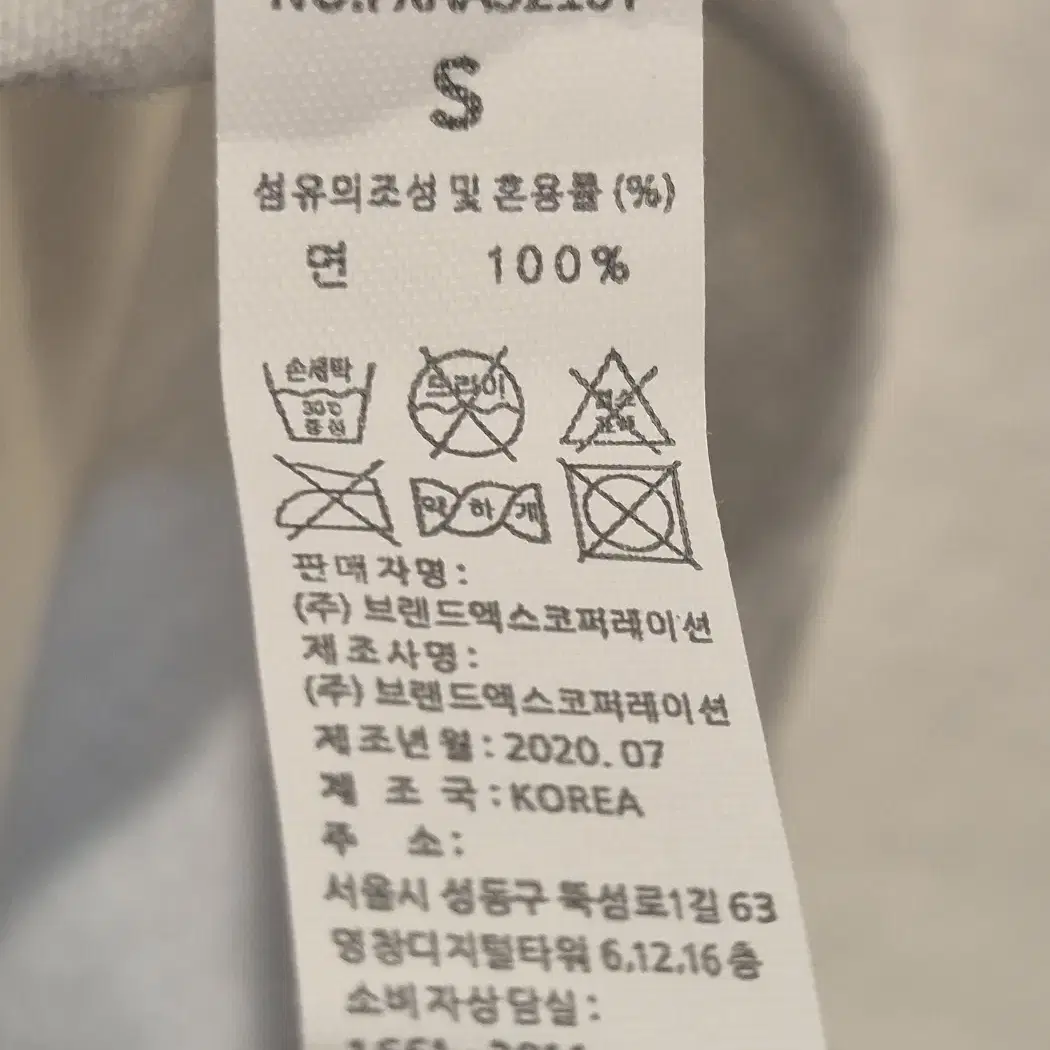 S
섬유의조성 및 혼용률 (%)
면 100%
손세탁
30℃
중성
드라이
염소
표백
약하게
판매자명:
(주) 브랜드엑스코퍼레이션
제조사명:
(주) 브랜드엑스코퍼레이션
제조년월: 2020. 07
제 조 국: KOREA
주 소:
서울시 성동구 뚝섬로1길 63
영창디지털타워 6,12,16층
소비자상담실: